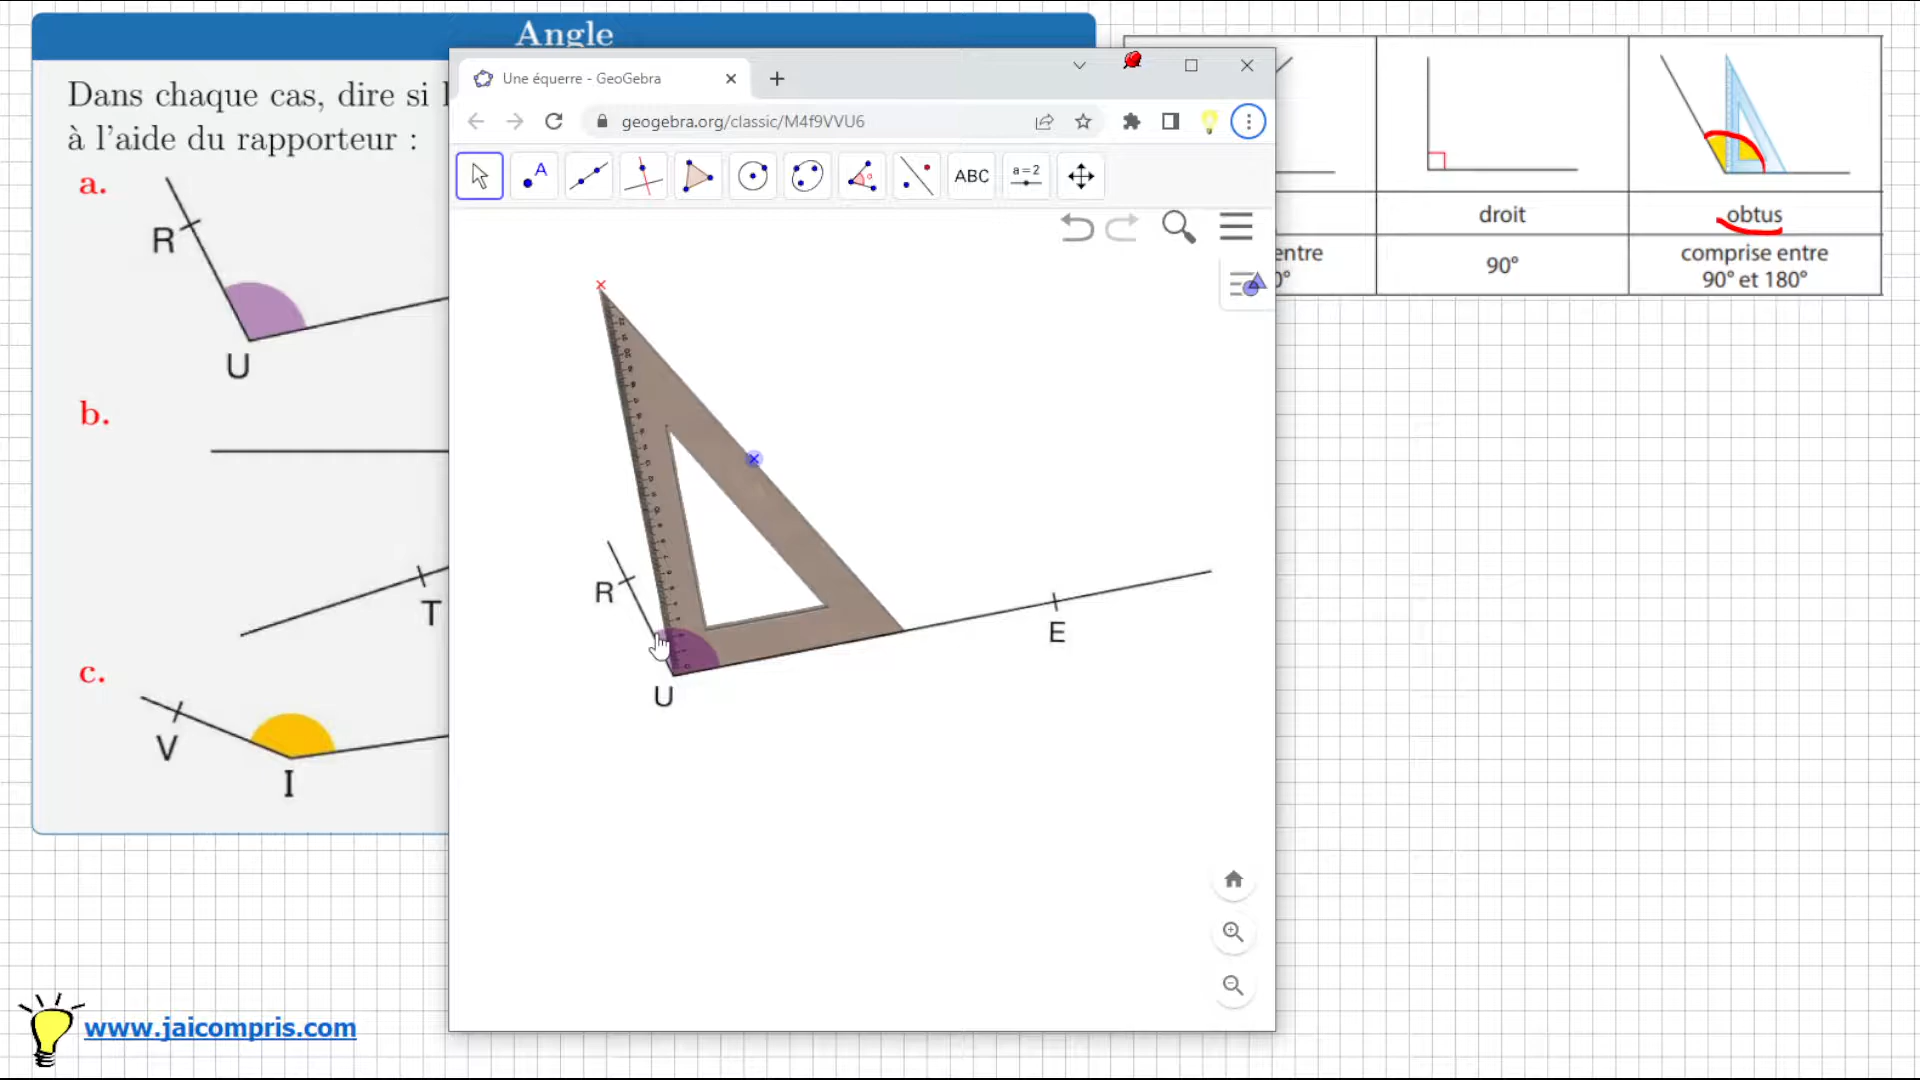 Angle
Dans chaque cas, dire si l
à l'aide du rapporteur :
a.
R
U
b.
T
c.
V
I
www.jaicompris.com
Une équerre - GeoGebra
geogebra.org/classic/M4f9VVU6
A
ABC
a=2
R
U
E
droit
obtus
entre
0°
90°
comprise entre
90° et 180°